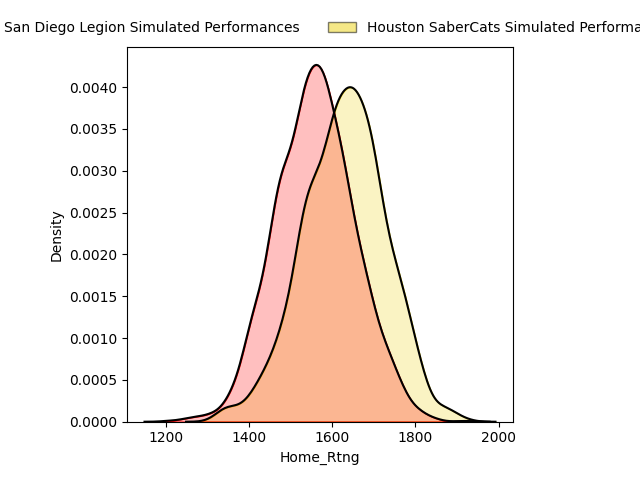 San Diego Legion Simulated Performances
Houston SaberCats Simulated Performa
0.0040
0.0035
0.0030
0.0025
0.0020
0.0015
0.0010
0.0005
0.0000
Density
1200 1400 1600 1800 2000
Home_Rtng